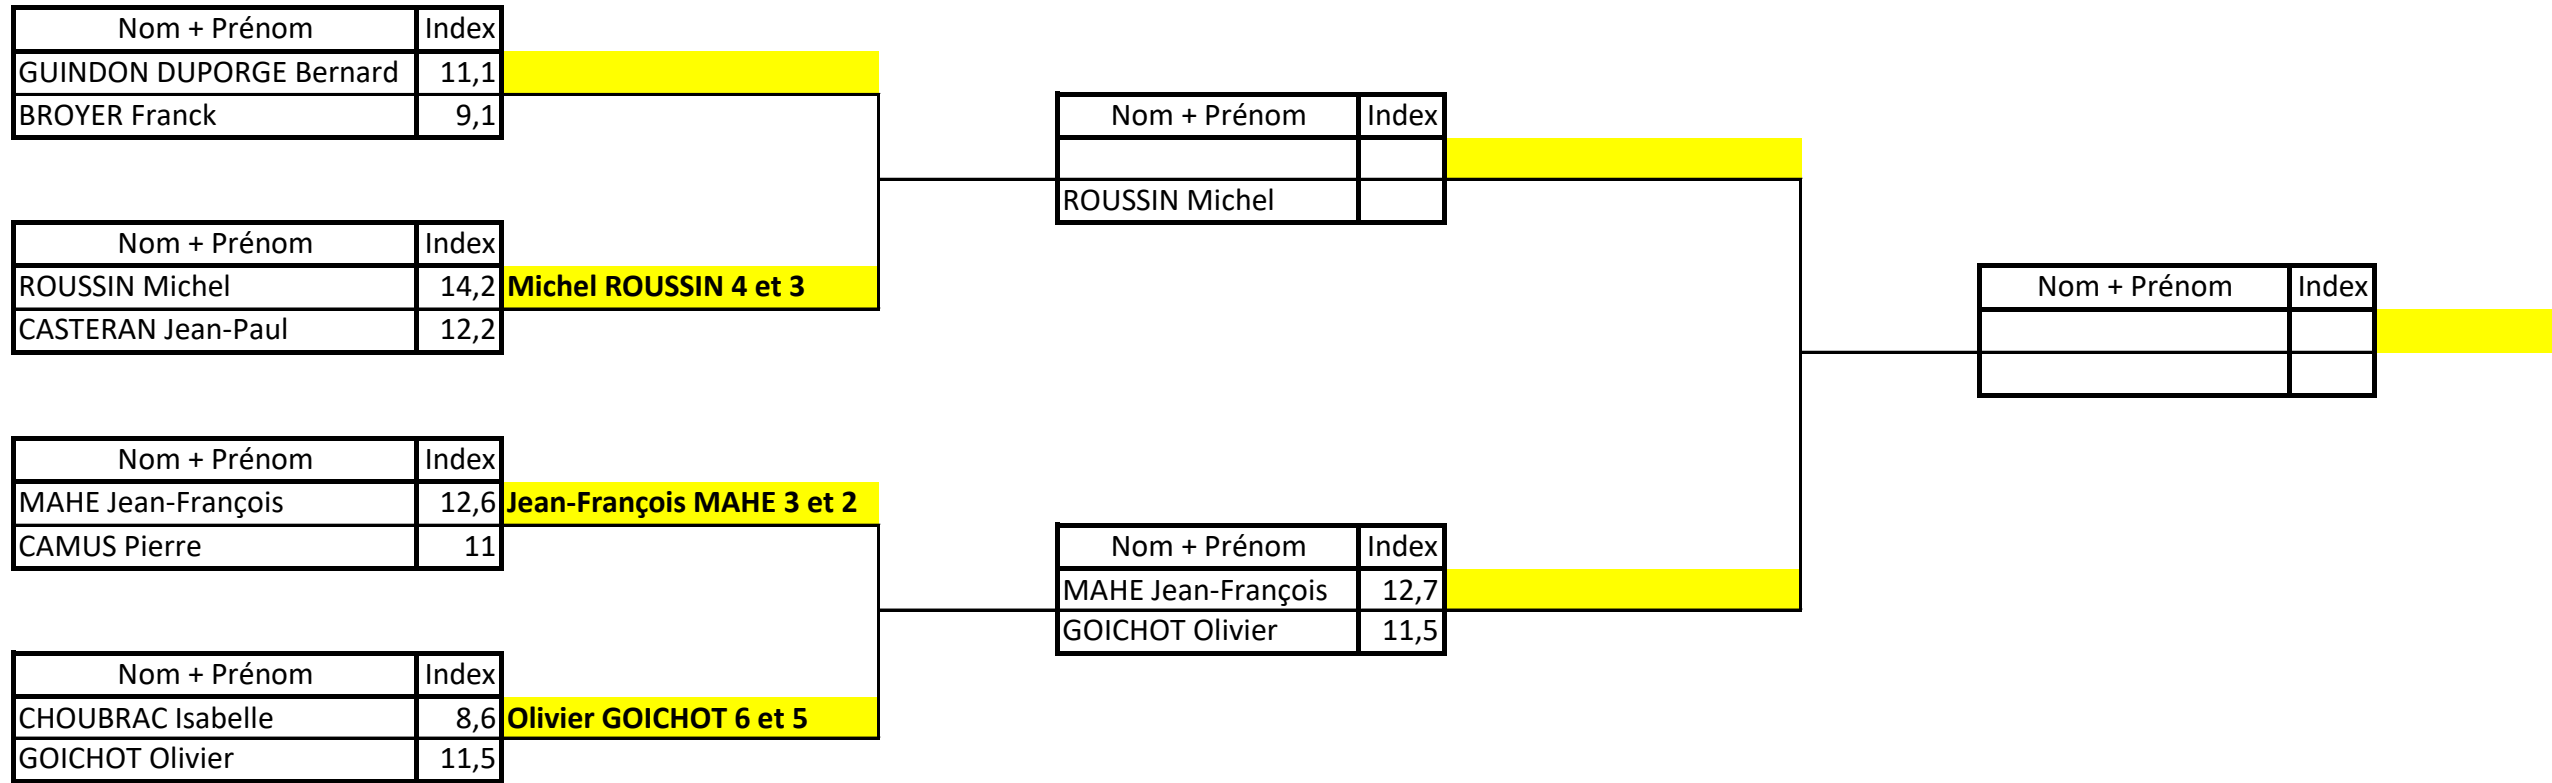 Nom + Prénom Index
GUINDON DUPORGE Bernard 11,1
BROYER Franck 9,1
Nom + Prénom Index
ROUSSIN Michel
Nom + Prénom Index
ROUSSIN Michel 14,2 Michel ROUSSIN 4 et 3
CASTERAN Jean-Paul 12,2
Nom + Prénom Index
Nom + Prénom Index
MAHE Jean-François 12,6 Jean-François MAHE 3 et 2
CAMUS Pierre 11
Nom + Prénom Index
MAHE Jean-François 12,7
GOICHOT Olivier 11,5
Nom + Prénom Index
CHOUBRAC Isabelle 8,6 Olivier GOICHOT 6 et 5
GOICHOT Olivier 11,5